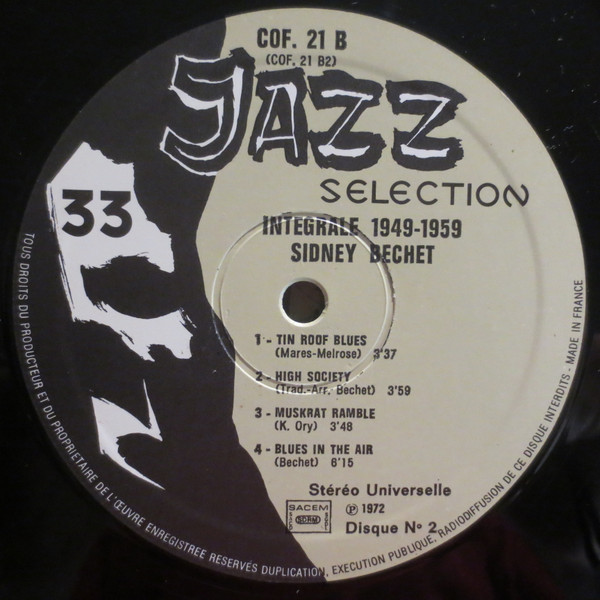 COF. 21 B
(COF. 21 B2)
JAZZ
SELECTION
33
INTEGRALE 1949-1959
SIDNEY BECHET
1 - TIN ROOF BLUES
(Mares-Melrose) 3'37
2 - HIGH SOCIETY
(Trad.-Arr. Bechet) 3'59
3 - MUSKRAT RAMBLE
(K. Ory) 3'48
4 - BLUES IN THE AIR
(Bechet) 6'15
Stéréo Universelle
SACEM
SDRM
℗ 1972
Disque Nº 2
TOUS DROITS DU PRODUCTEUR ET DU PROPRIETAIRE DE L'ŒUVRE ENREGISTREE RESERVES DUPLICATION, EXECUTION PUBLIQUE, RADIODIFFUSION DE CE DISQUE INTERDITS - MADE IN FRANCE